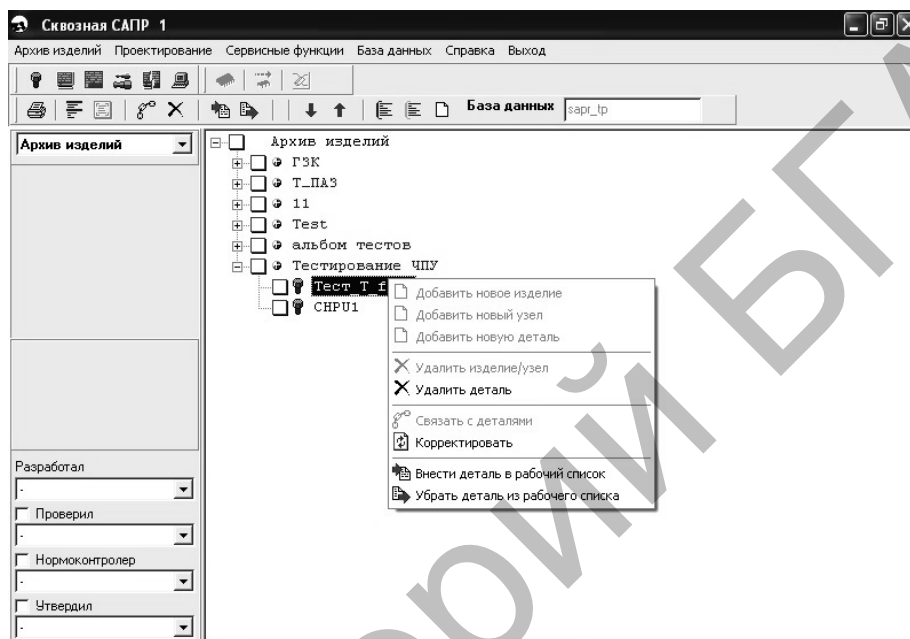 Сквозная САПР 1
Архив изделий Проектирование Сервисные функции База данных Справка Выход
База данных sapr_tp
Архив изделий
Архив изделий
ГЗК
Т_ПАЗ
11
Test
альбом тестов
Тестирование ЧПУ
Тест Т f
CHPU1
Добавить новое изделие
Добавить новый узел
Добавить новую деталь
Удалить изделие/узел
Удалить деталь
Связать с деталями
Корректировать
Внести деталь в рабочий список
Убрать деталь из рабочего списка
Разработал
-
Проверил
-
Нормоконтролер
-
Утвердил
-